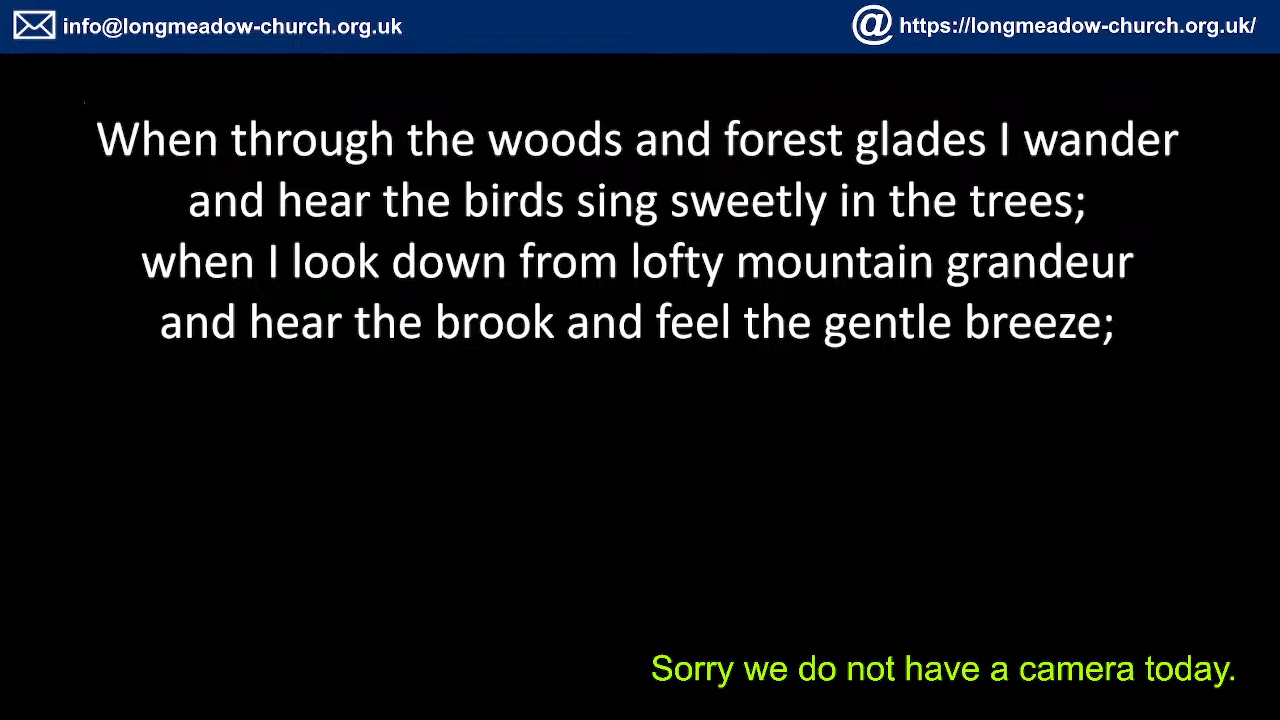 info@longmeadow-church.org.uk
https://longmeadow-church.org.uk/
When through the woods and forest glades I wander
and hear the birds sing sweetly in the trees;
when I look down from lofty mountain grandeur
and hear the brook and feel the gentle breeze;
Sorry we do not have a camera today.